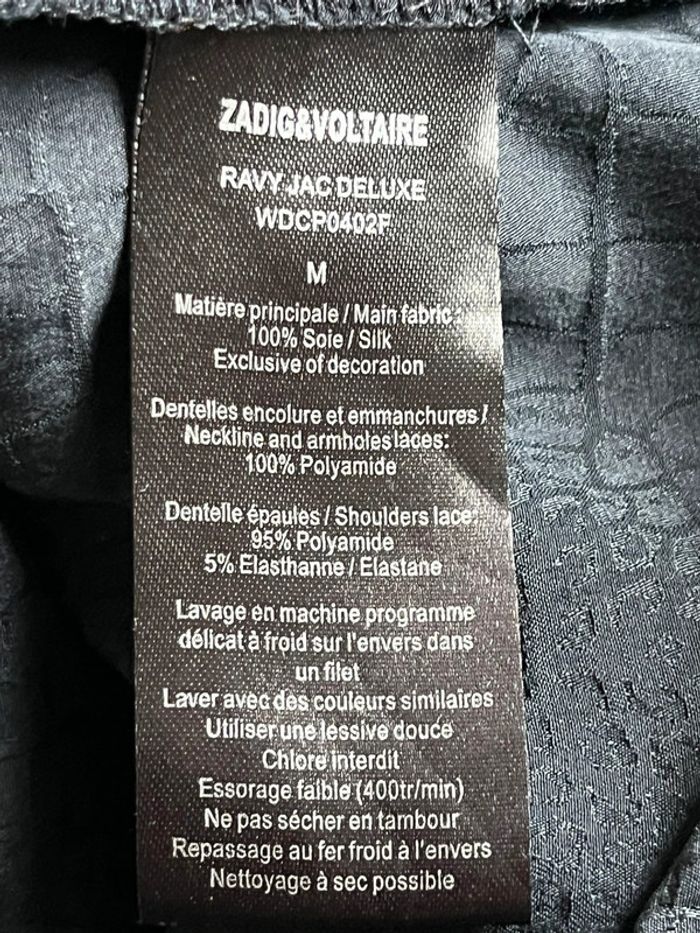 ZADIG&VOLTAIRE
RAVY JAC DELUXE
WDCP0402F
M
Matière principale / Main fabric:
100% Soie / Silk
Exclusive of decoration
Dentelles encolure et emmanchures /
Neckline and armholes laces:
100% Polyamide
Dentelle épaules / Shoulders lace:
95% Polyamide
5% Elasthanne / Elastane
Lavage en machine programme
délicat à froid sur l'envers dans
un filet
Laver avec des couleurs similaires
Utiliser une lessive douce
Chlore interdit
Essorage faible (400tr/min)
Ne pas sécher en tambour
Repassage au fer froid à l'envers
Nettoyage à sec possible